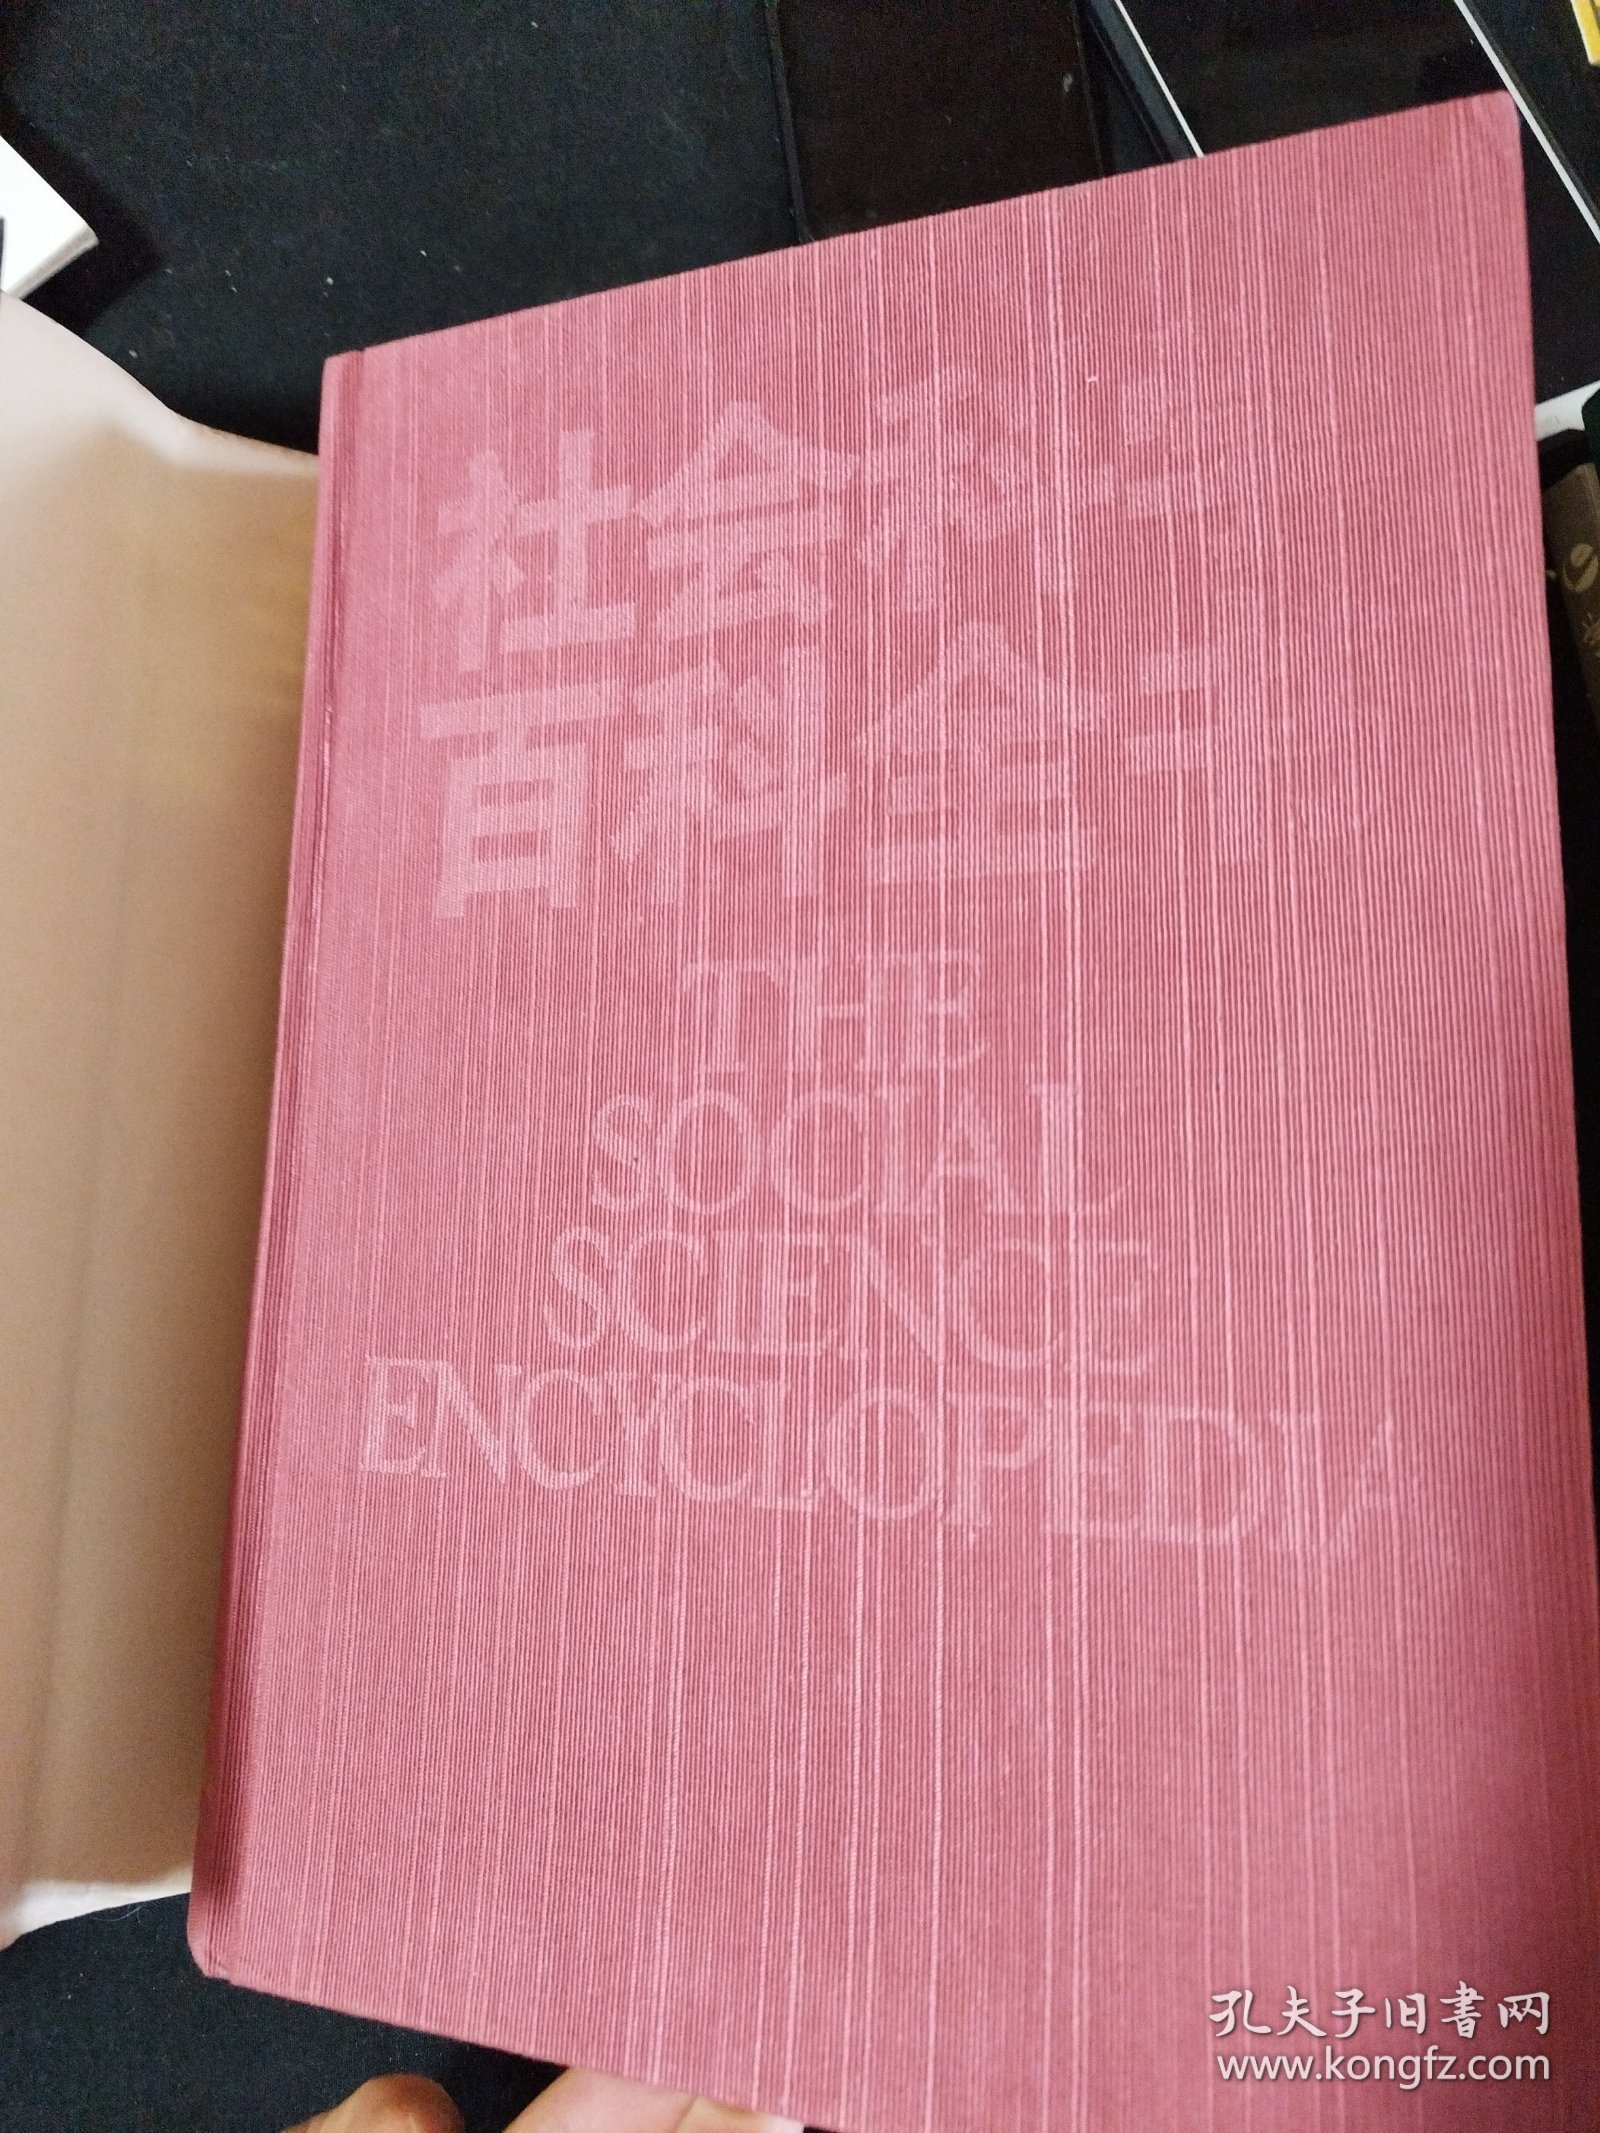 社会科学
百科全书
THE
SOCIAL
SCIENCE
ENCYCLOPEDIA
孔夫子旧书网
www.kongfz.com